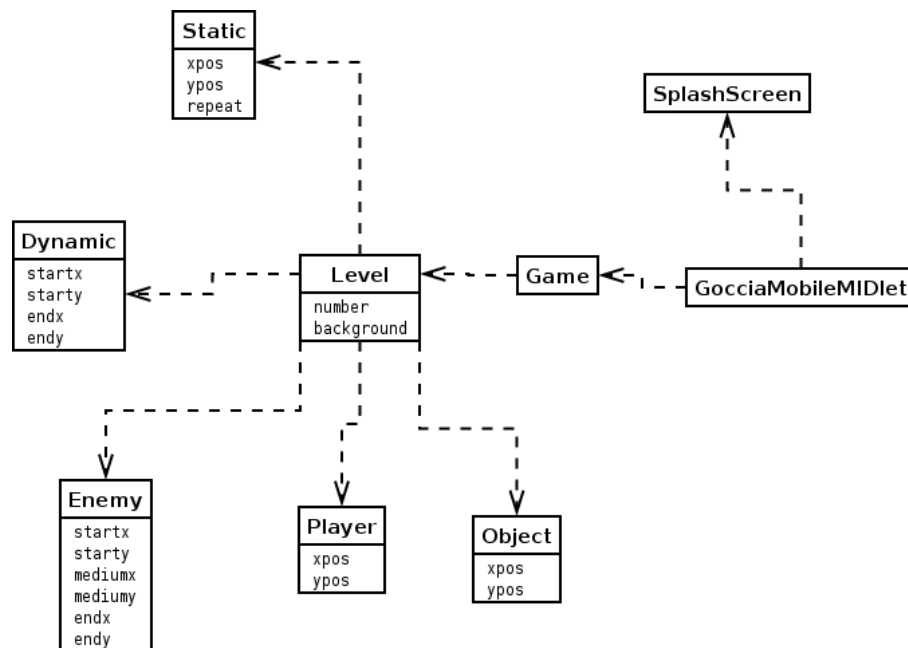 Static
xpos
ypos
repeat
SplashScreen
Dynamic
startx
starty
endx
endy
Level
number
background
Game
GocciaMobileMIDlet
Enemy
startx
starty
mediumx
mediumy
endx
endy
Player
xpos
ypos
Object
xpos
ypos